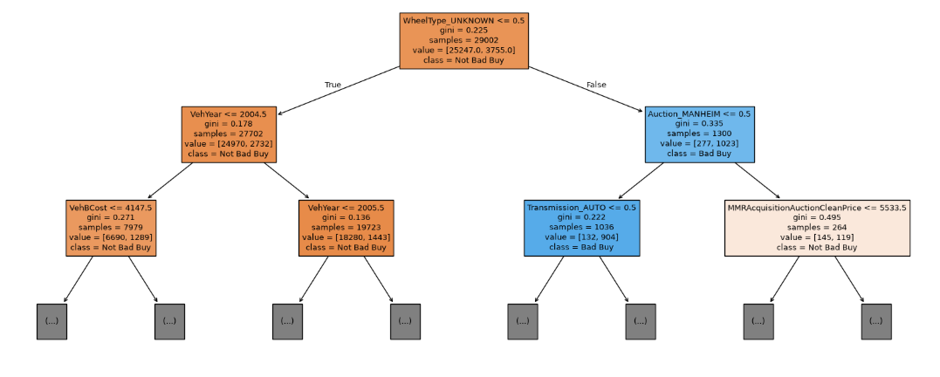 WheelType_UNKNOWN <= 0.5
gini = 0.225
samples = 29002
value = [25247.0, 3755.0]
class = Not Bad Buy
True
False
VehYear <= 2004.5
gini = 0.178
samples = 27702
value = [24970, 2732]
class = Not Bad Buy
Auction_MANHEIM <= 0.5
gini = 0.335
samples = 1300
value = [277, 1023]
class = Bad Buy
VehBCost <= 4147.5
gini = 0.271
samples = 7979
value = [6690, 1289]
class = Not Bad Buy
VehYear <= 2005.5
gini = 0.136
samples = 19723
value = [18280, 1443]
class = Not Bad Buy
Transmission_AUTO <= 0.5
gini = 0.222
samples = 1036
value = [132, 904]
class = Bad Buy
MMRAcquisitionAuctionCleanPrice <= 5533.5
gini = 0.495
samples = 264
value = [145, 119]
class = Not Bad Buy
(...)
(...)
(...)
(...)
(...)
(...)
(...)
(...)